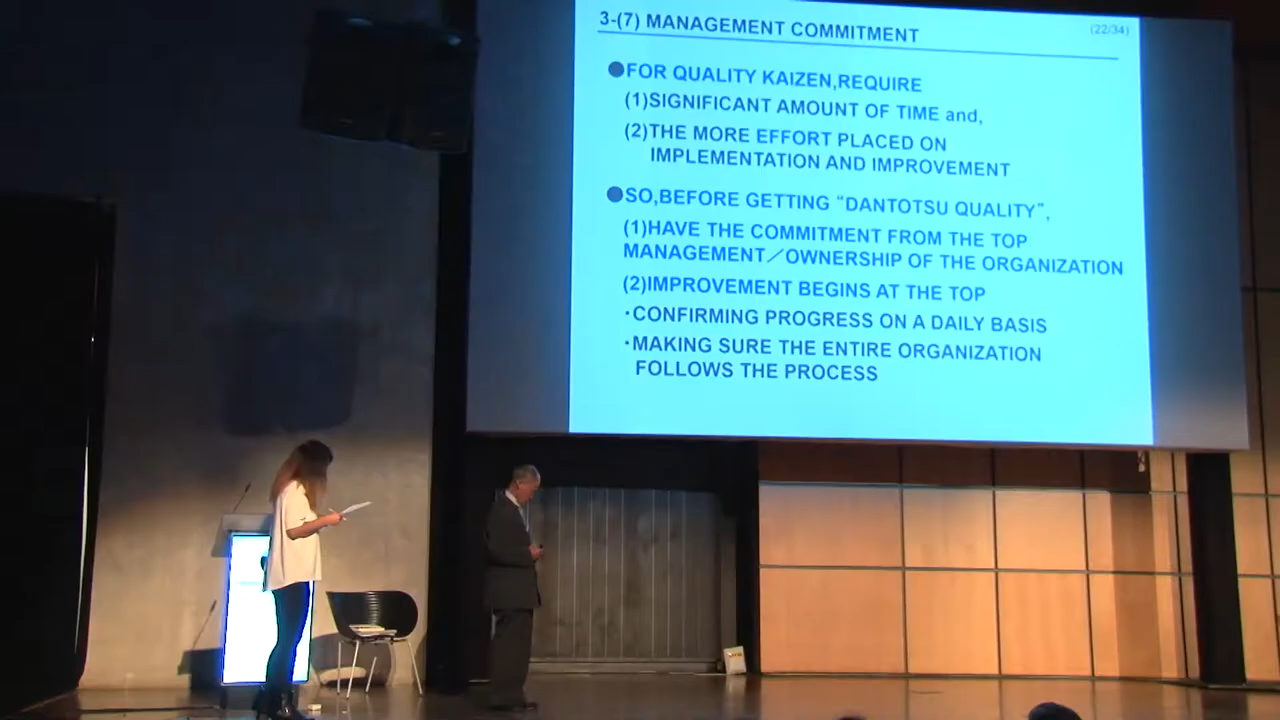 3-(7) MANAGEMENT COMMITMENT
(22/34)
●FOR QUALITY KAIZEN,REQUIRE
(1)SIGNIFICANT AMOUNT OF TIME and,
(2)THE MORE EFFORT PLACED ON
IMPLEMENTATION AND IMPROVEMENT
●SO,BEFORE GETTING “DANTOTSU QUALITY”,
(1)HAVE THE COMMITMENT FROM THE TOP
MANAGEMENT／OWNERSHIP OF THE ORGANIZATION
(2)IMPROVEMENT BEGINS AT THE TOP
・CONFIRMING PROGRESS ON A DAILY BASIS
・MAKING SURE THE ENTIRE ORGANIZATION
FOLLOWS THE PROCESS